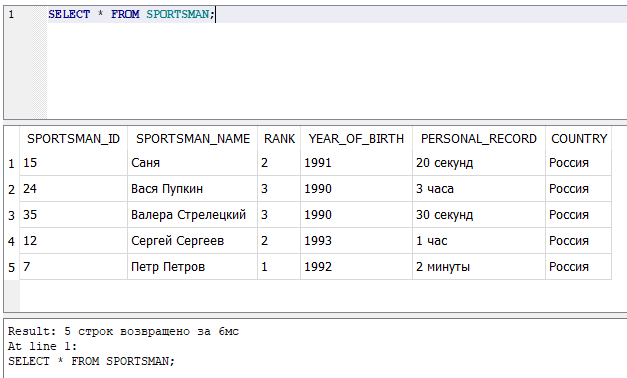 1 SELECT * FROM SPORTSMAN;
SPORTSMAN_ID SPORTSMAN_NAME RANK YEAR_OF_BIRTH PERSONAL_RECORD COUNTRY
1 15 Саня 2 1991 20 секунд Россия
2 24 Вася Пупкин 3 1990 3 часа Россия
3 35 Валера Стрелецкий 3 1990 30 секунд Россия
4 12 Сергей Сергеев 2 1993 1 час Россия
5 7 Петр Петров 1 1992 2 минуты Россия
Result: 5 строк возвращено за 6мс
At line 1:
SELECT * FROM SPORTSMAN;